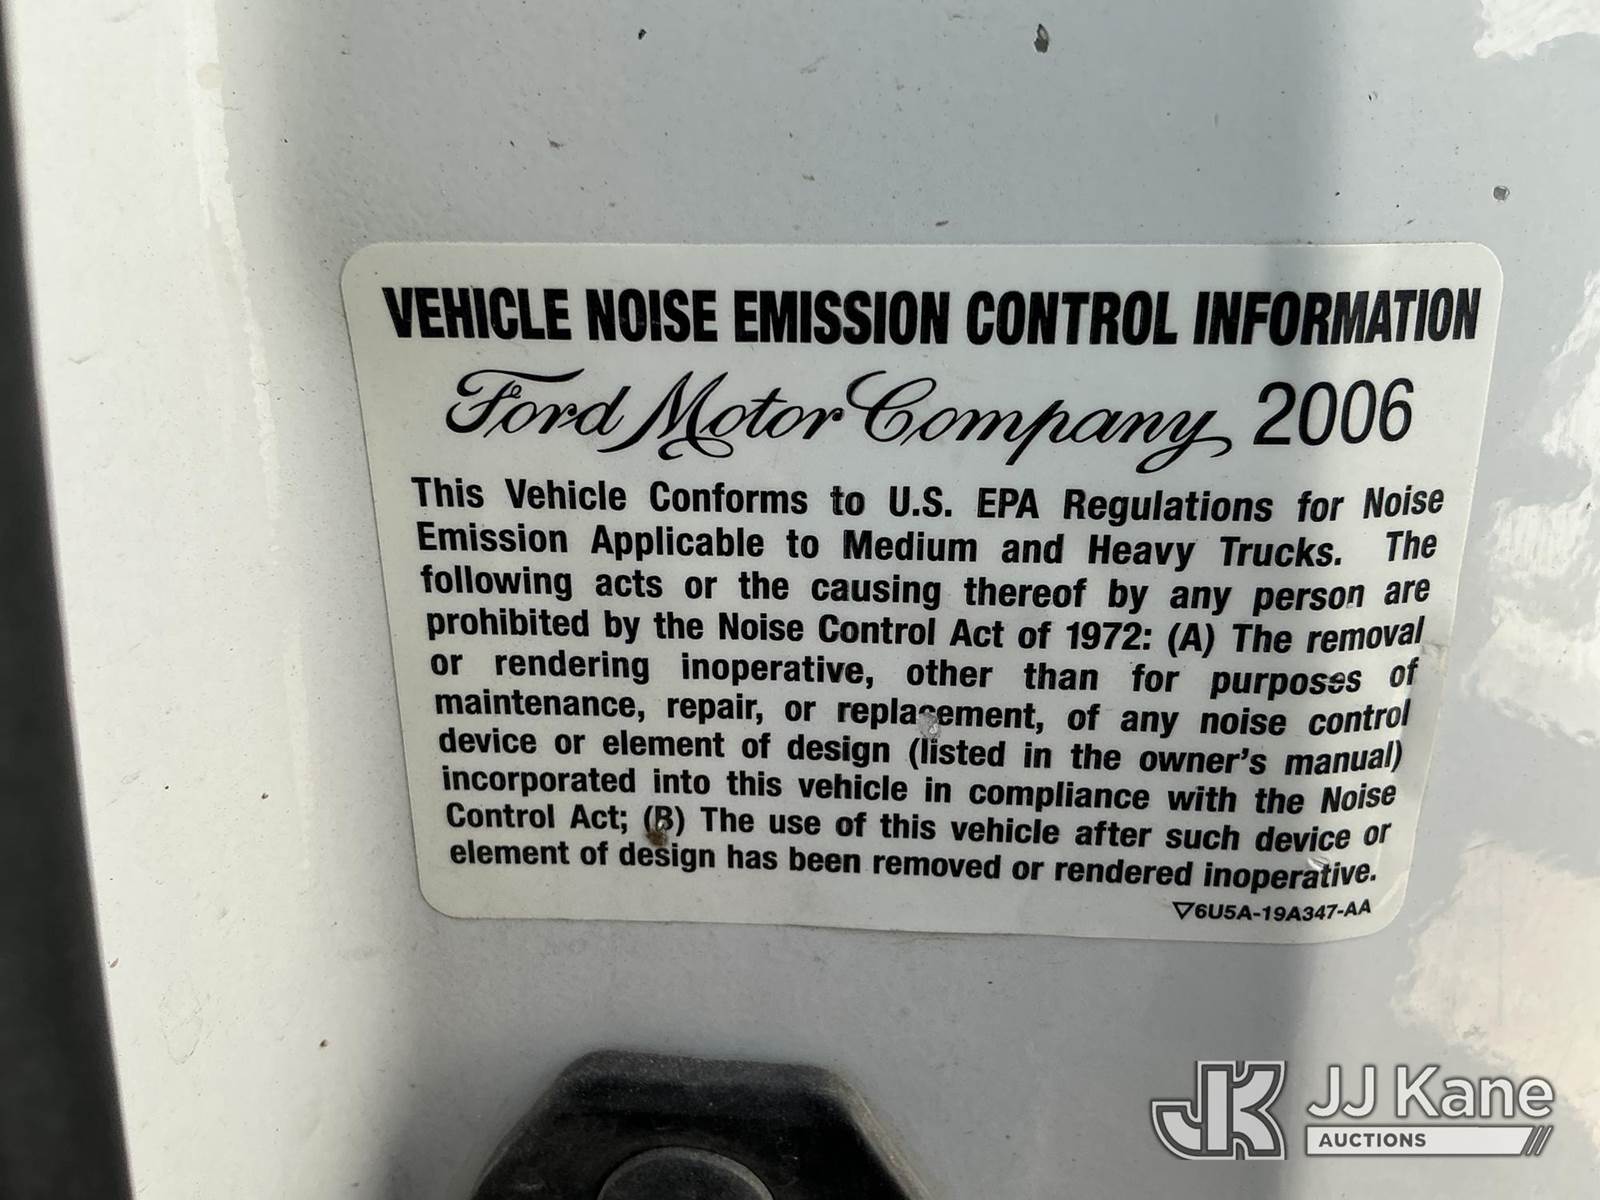 VEHICLE NOISE EMISSION CONTROL INFORMATION
Ford Motor Company 2006
This Vehicle Conforms to U.S. EPA Regulations for Noise
Emission Applicable to Medium and Heavy Trucks. The
following acts or the causing thereof by any person are
prohibited by the Noise Control Act of 1972: (A) The removal
or rendering inoperative, other than for purposes of
maintenance, repair, or replacement, of any noise control
device or element of design (listed in the owner's manual)
incorporated into this vehicle in compliance with the Noise
Control Act; (B) The use of this vehicle after such device or
element of design has been removed or rendered inoperative.
▽6U5A-19A347-AA
JK JJ Kane
AUCTIONS